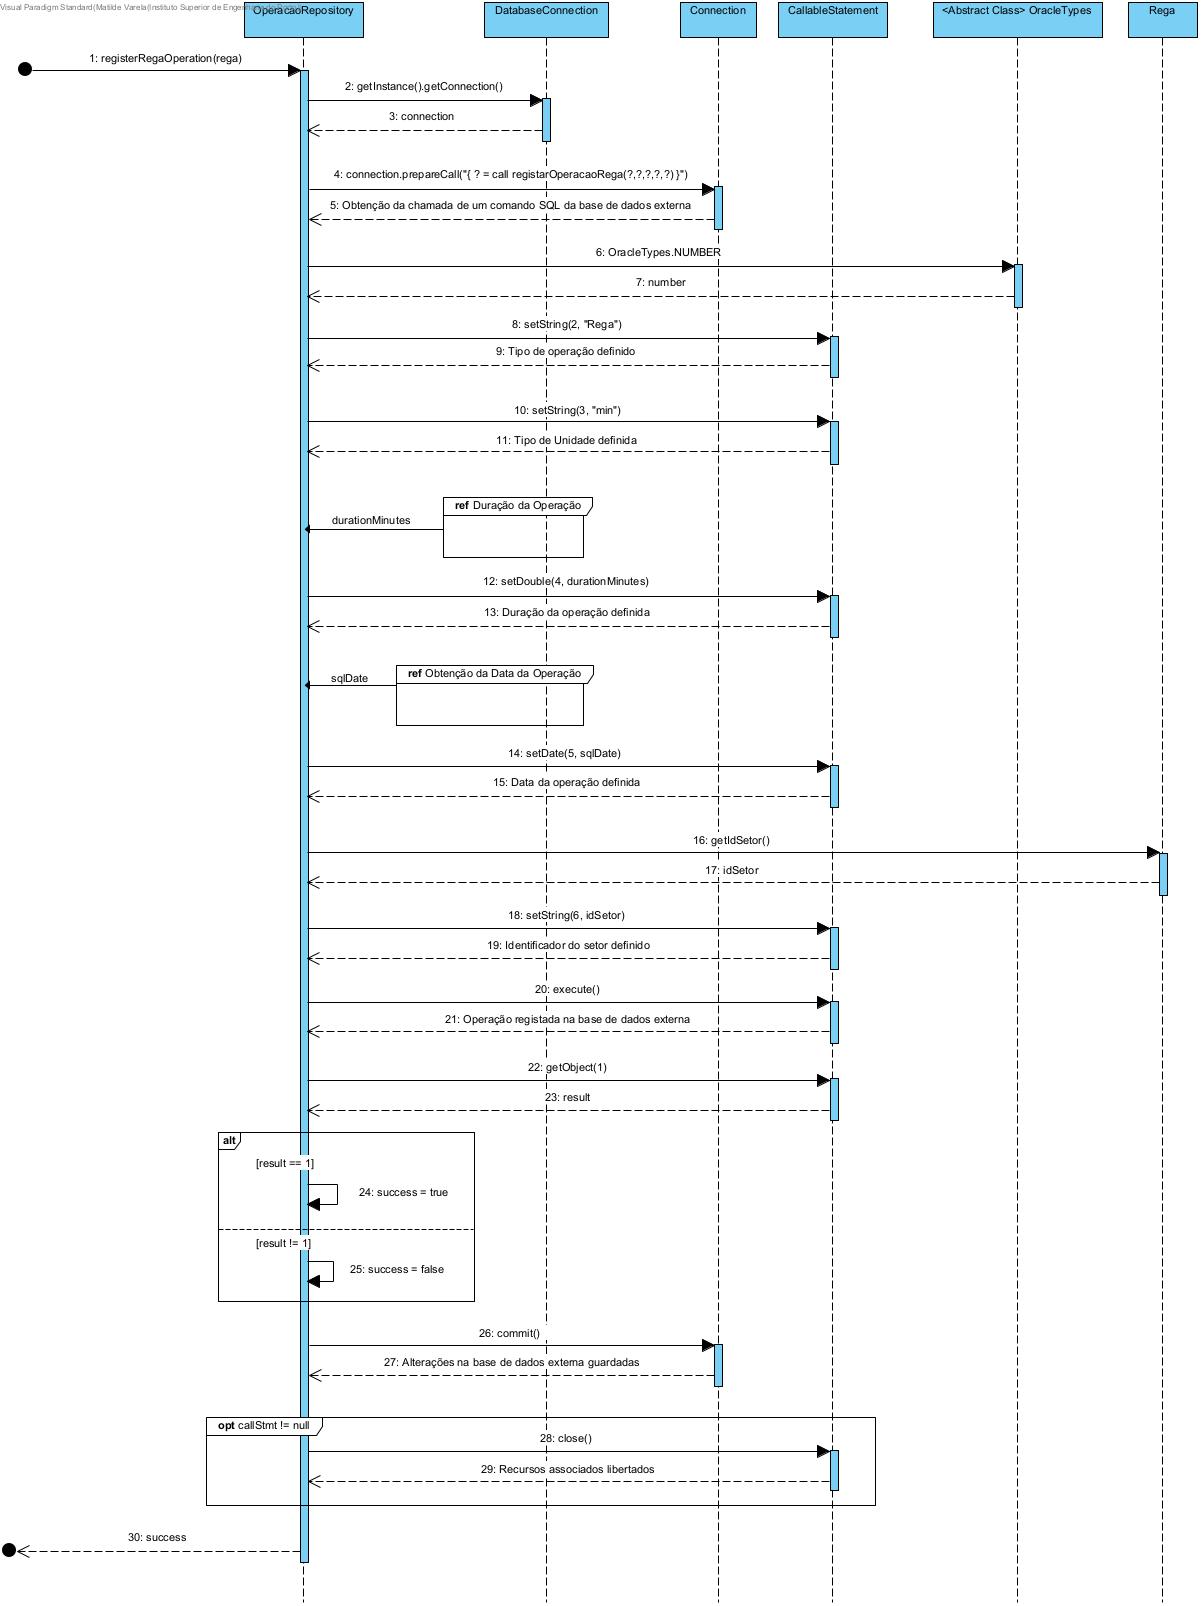 Visual Paradigm Standard(Matilde Varela(Instituto Superior de
OperacaoRepository
DatabaseConnection
Connection
CallableStatement
<Abstract Class> OracleTypes
Rega
1: registerRegaOperation(rega)
2: getInstance().getConnection()
3: connection
4: connection.prepareCall("{ ? = call registarOperacaoRega(?,?,?,?,?) }")
5: Obtenção da chamada de um comando SQL da base de dados externa
6: OracleTypes.NUMBER
7: number
8: setString(2, "Rega")
9: Tipo de operação definido
10: setString(3, "min")
11: Tipo de Unidade definida
ref Duração da Operação
durationMinutes
12: setDouble(4, durationMinutes)
13: Duração da operação definida
ref Obtenção da Data da Operação
sqlDate
14: setDate(5, sqlDate)
15: Data da operação definida
16: getIdSetor()
17: idSetor
18: setString(6, idSetor)
19: Identificador do setor definido
20: execute()
21: Operação registada na base de dados externa
22: getObject(1)
23: result
alt
[result == 1]
24: success = true
[result != 1]
25: success = false
26: commit()
27: Alterações na base de dados externa guardadas
opt callStmt != null
28: close()
29: Recursos associados libertados
30: success